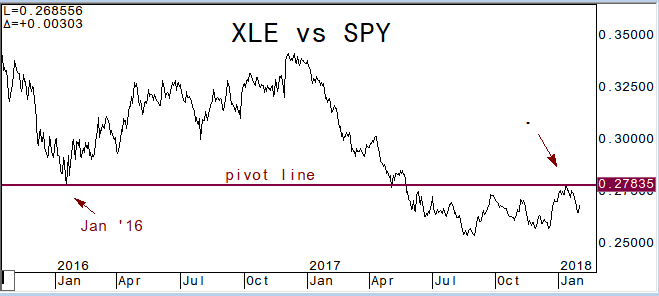 L=0.268556
Δ=+0.00303
XLE vs SPY
0.35000
0.32500
0.30000
-
pivot line
0.27835
Jan '16
0.25000
2016 2017 2018
Jan Apr Jul Oct Jan Apr Jul Oct Jan